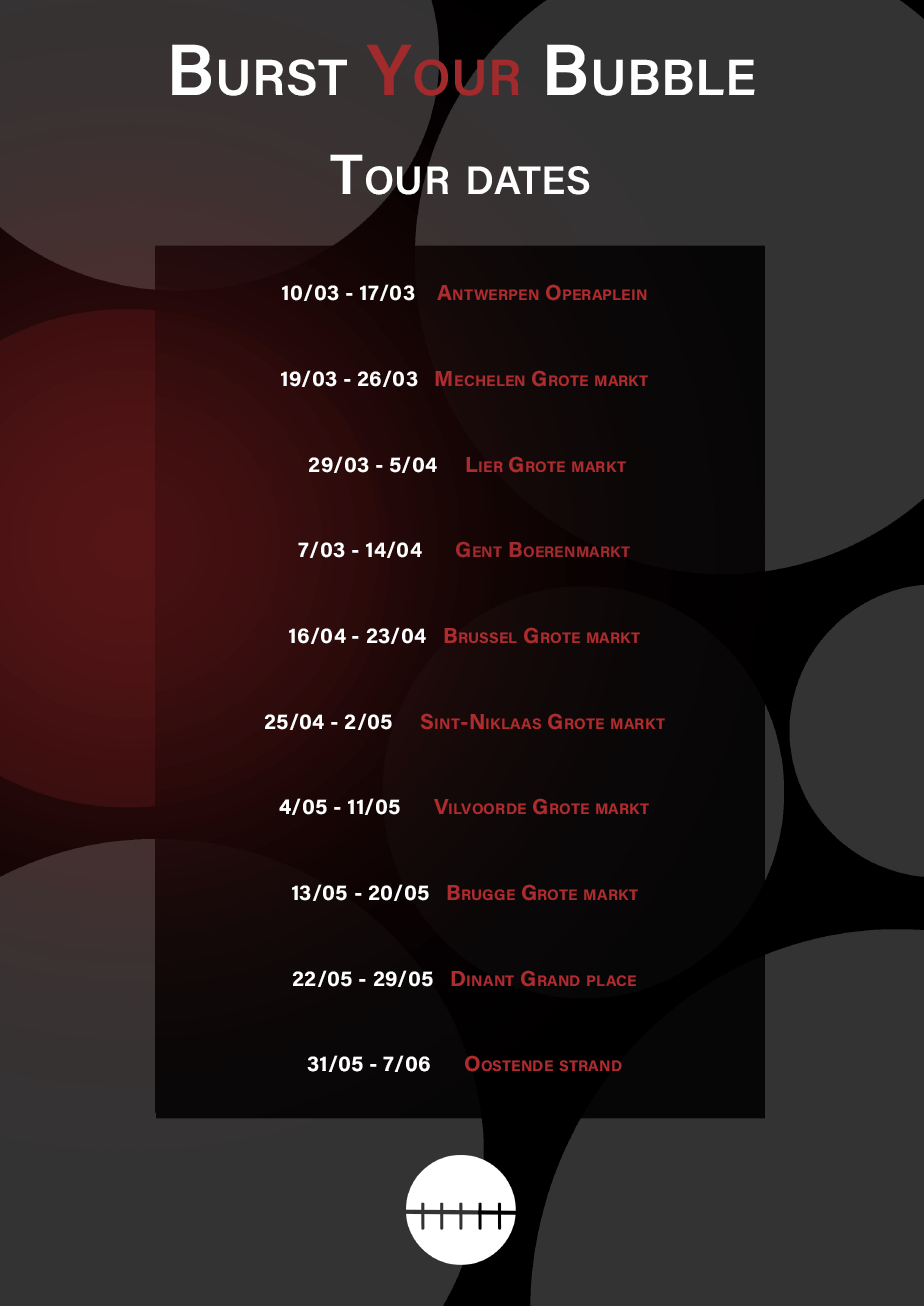 Burst Your Bubble
Tour dates
10/03 - 17/03 Antwerpen Operaplein
19/03 - 26/03 Mechelen Grote markt
29/03 - 5/04 Lier Grote markt
7/03 - 14/04 Gent Boerenmarkt
16/04 - 23/04 Brussel Grote markt
25/04 - 2/05 Sint-Niklaas Grote markt
4/05 - 11/05 Vilvoorde Grote markt
13/05 - 20/05 Brugge Grote markt
22/05 - 29/05 Dinant Grand place
31/05 - 7/06 Oostende strand